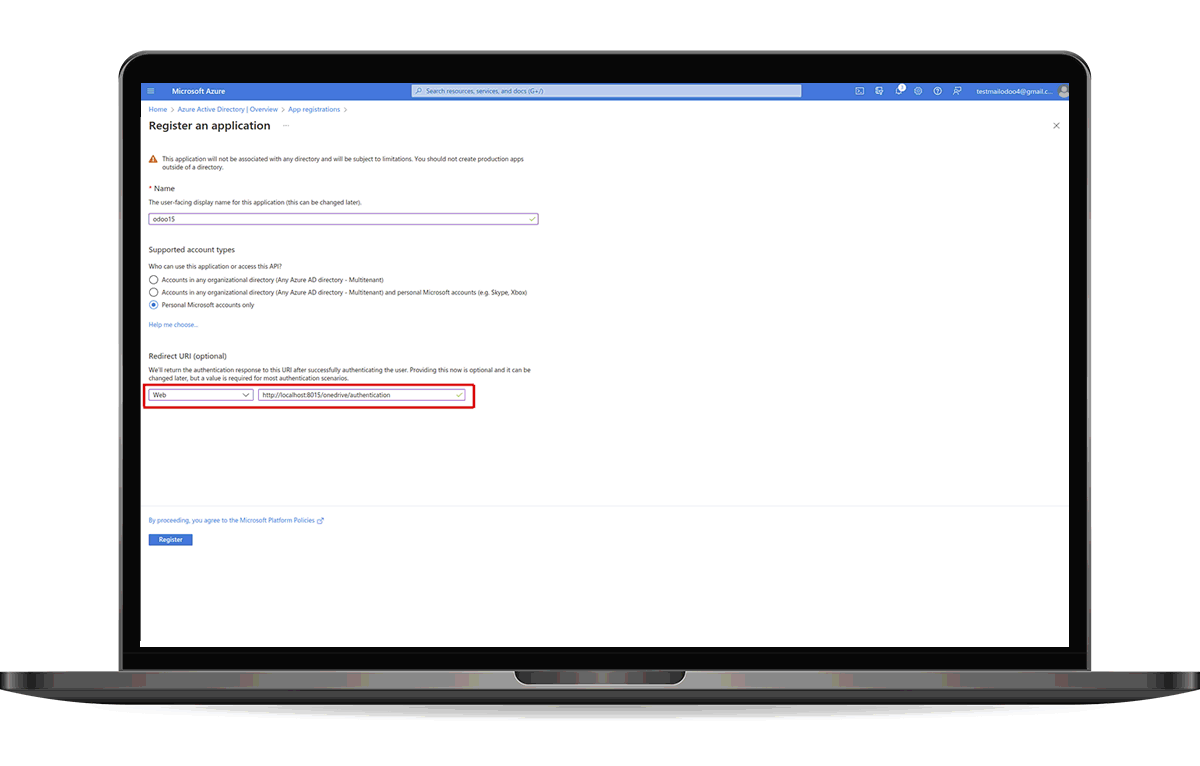 Microsoft Azure
Search resources, services, and docs (G+/)
testmailodoo4@gmail.c...
Home > Azure Active Directory | Overview > App registrations >
Register an application ...
This application will not be associated with any directory and will be subject to limitations. You should not create production apps
outside of a directory.
* Name
The user-facing display name for this application (this can be changed later).
odoo15
Supported account types
Who can use this application or access this API?
Accounts in any organizational directory (Any Azure AD directory - Multitenant)
Accounts in any organizational directory (Any Azure AD directory - Multitenant) and personal Microsoft accounts (e.g. Skype, Xbox)
Personal Microsoft accounts only
Help me choose...
Redirect URI (optional)
We'll return the authentication response to this URI after successfully authenticating the user. Providing this now is optional and it can be
changed later, but a value is required for most authentication scenarios.
Web
http://localhost:8015/onedrive/authentication
By proceeding, you agree to the Microsoft Platform Policies
Register